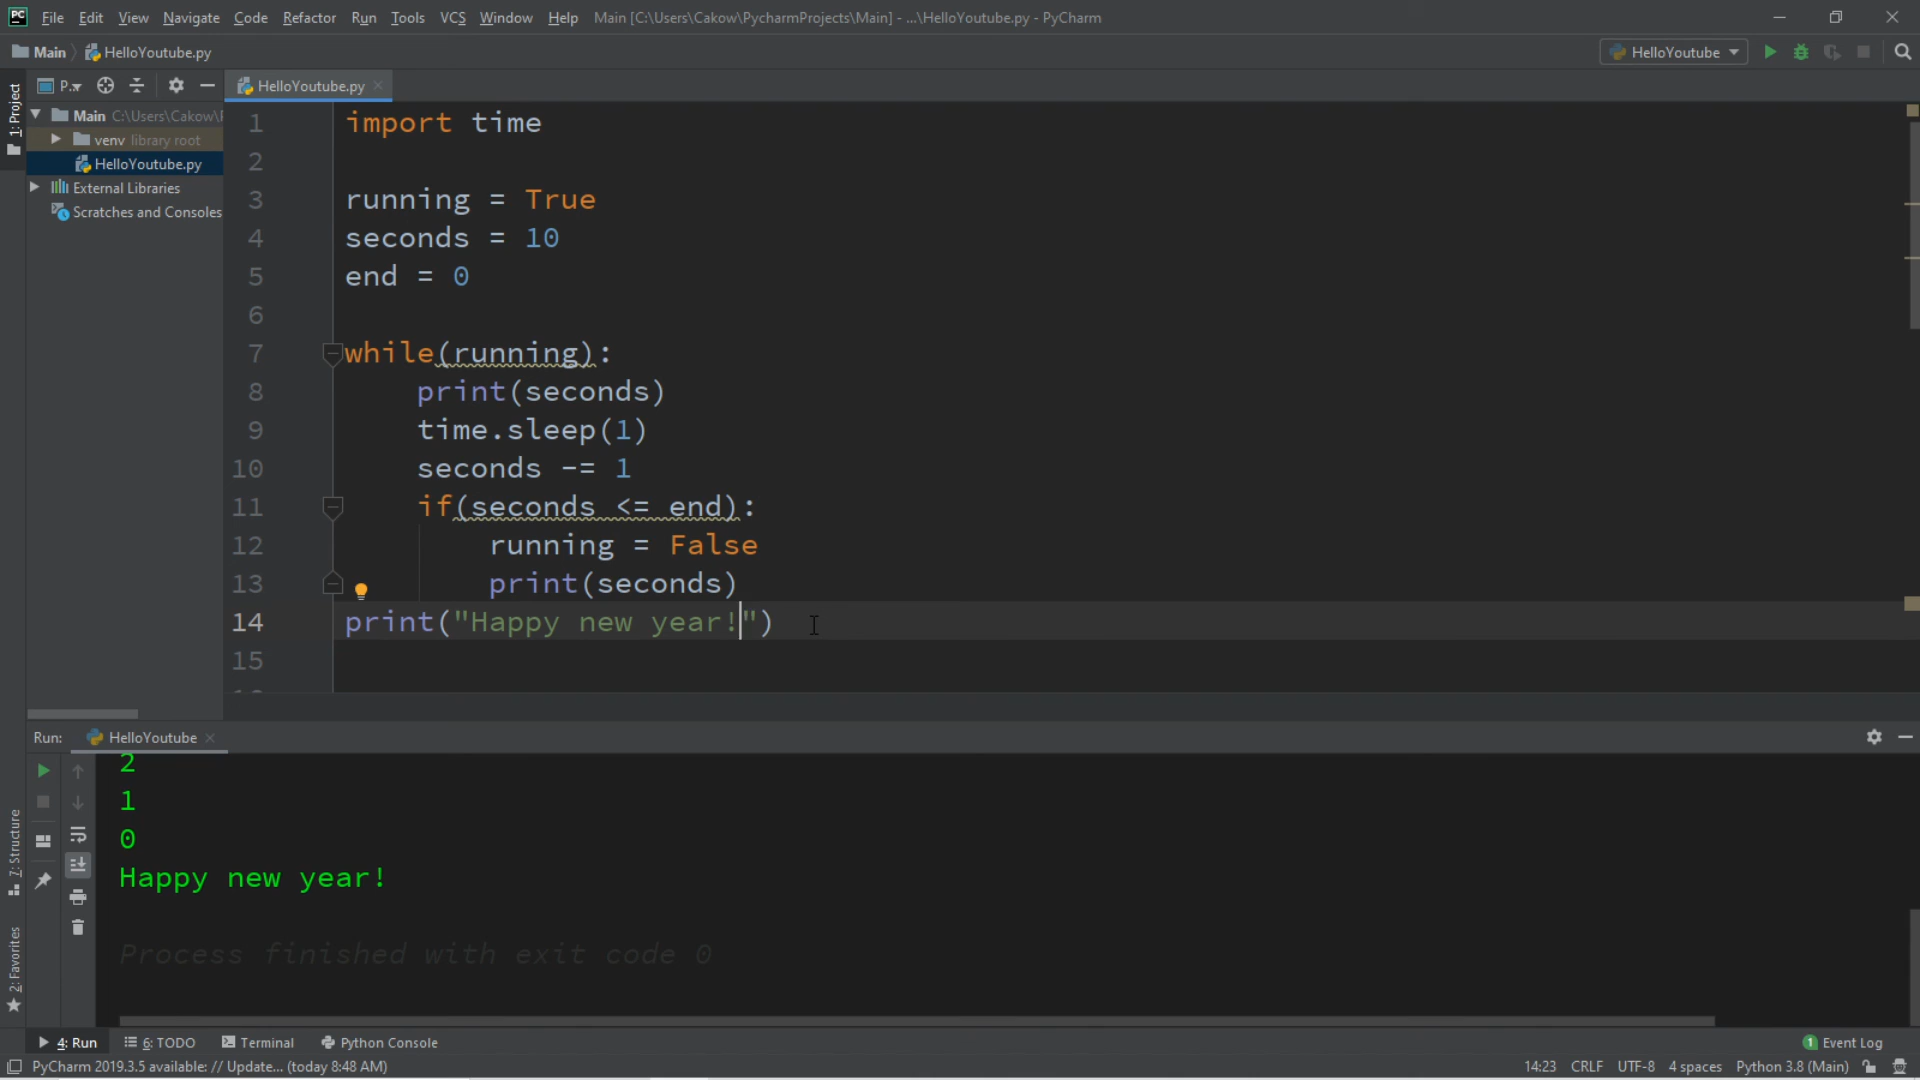 PC File Edit View Navigate Code Refactor Run Tools VCS Window Help Main [C:\Users\Cakow\PycharmProjects\Main] - ...\HelloYoutube.py - PyCharm
Main HelloYoutube.py HelloYoutube
1: Project
P..
HelloYoutube.py
Main C:\Users\Cakow\
venv library root
HelloYoutube.py
External Libraries
Scratches and Consoles
1 import time
2
3 running = True
4 seconds = 10
5 end = 0
6
7 while(running):
8 print(seconds)
9 time.sleep(1)
10 seconds -= 1
11 if(seconds <= end):
12 running = False
13 print(seconds)
14 print("Happy new year!")
15
Run: HelloYoutube
2
1
0
Happy new year!
Process finished with exit code 0
7: Structure
2: Favorites
4: Run 6: TODO Terminal Python Console 1 Event Log
PyCharm 2019.3.5 available: // Update... (today 8:48 AM) 14:23 CRLF UTF-8 4 spaces Python 3.8 (Main)